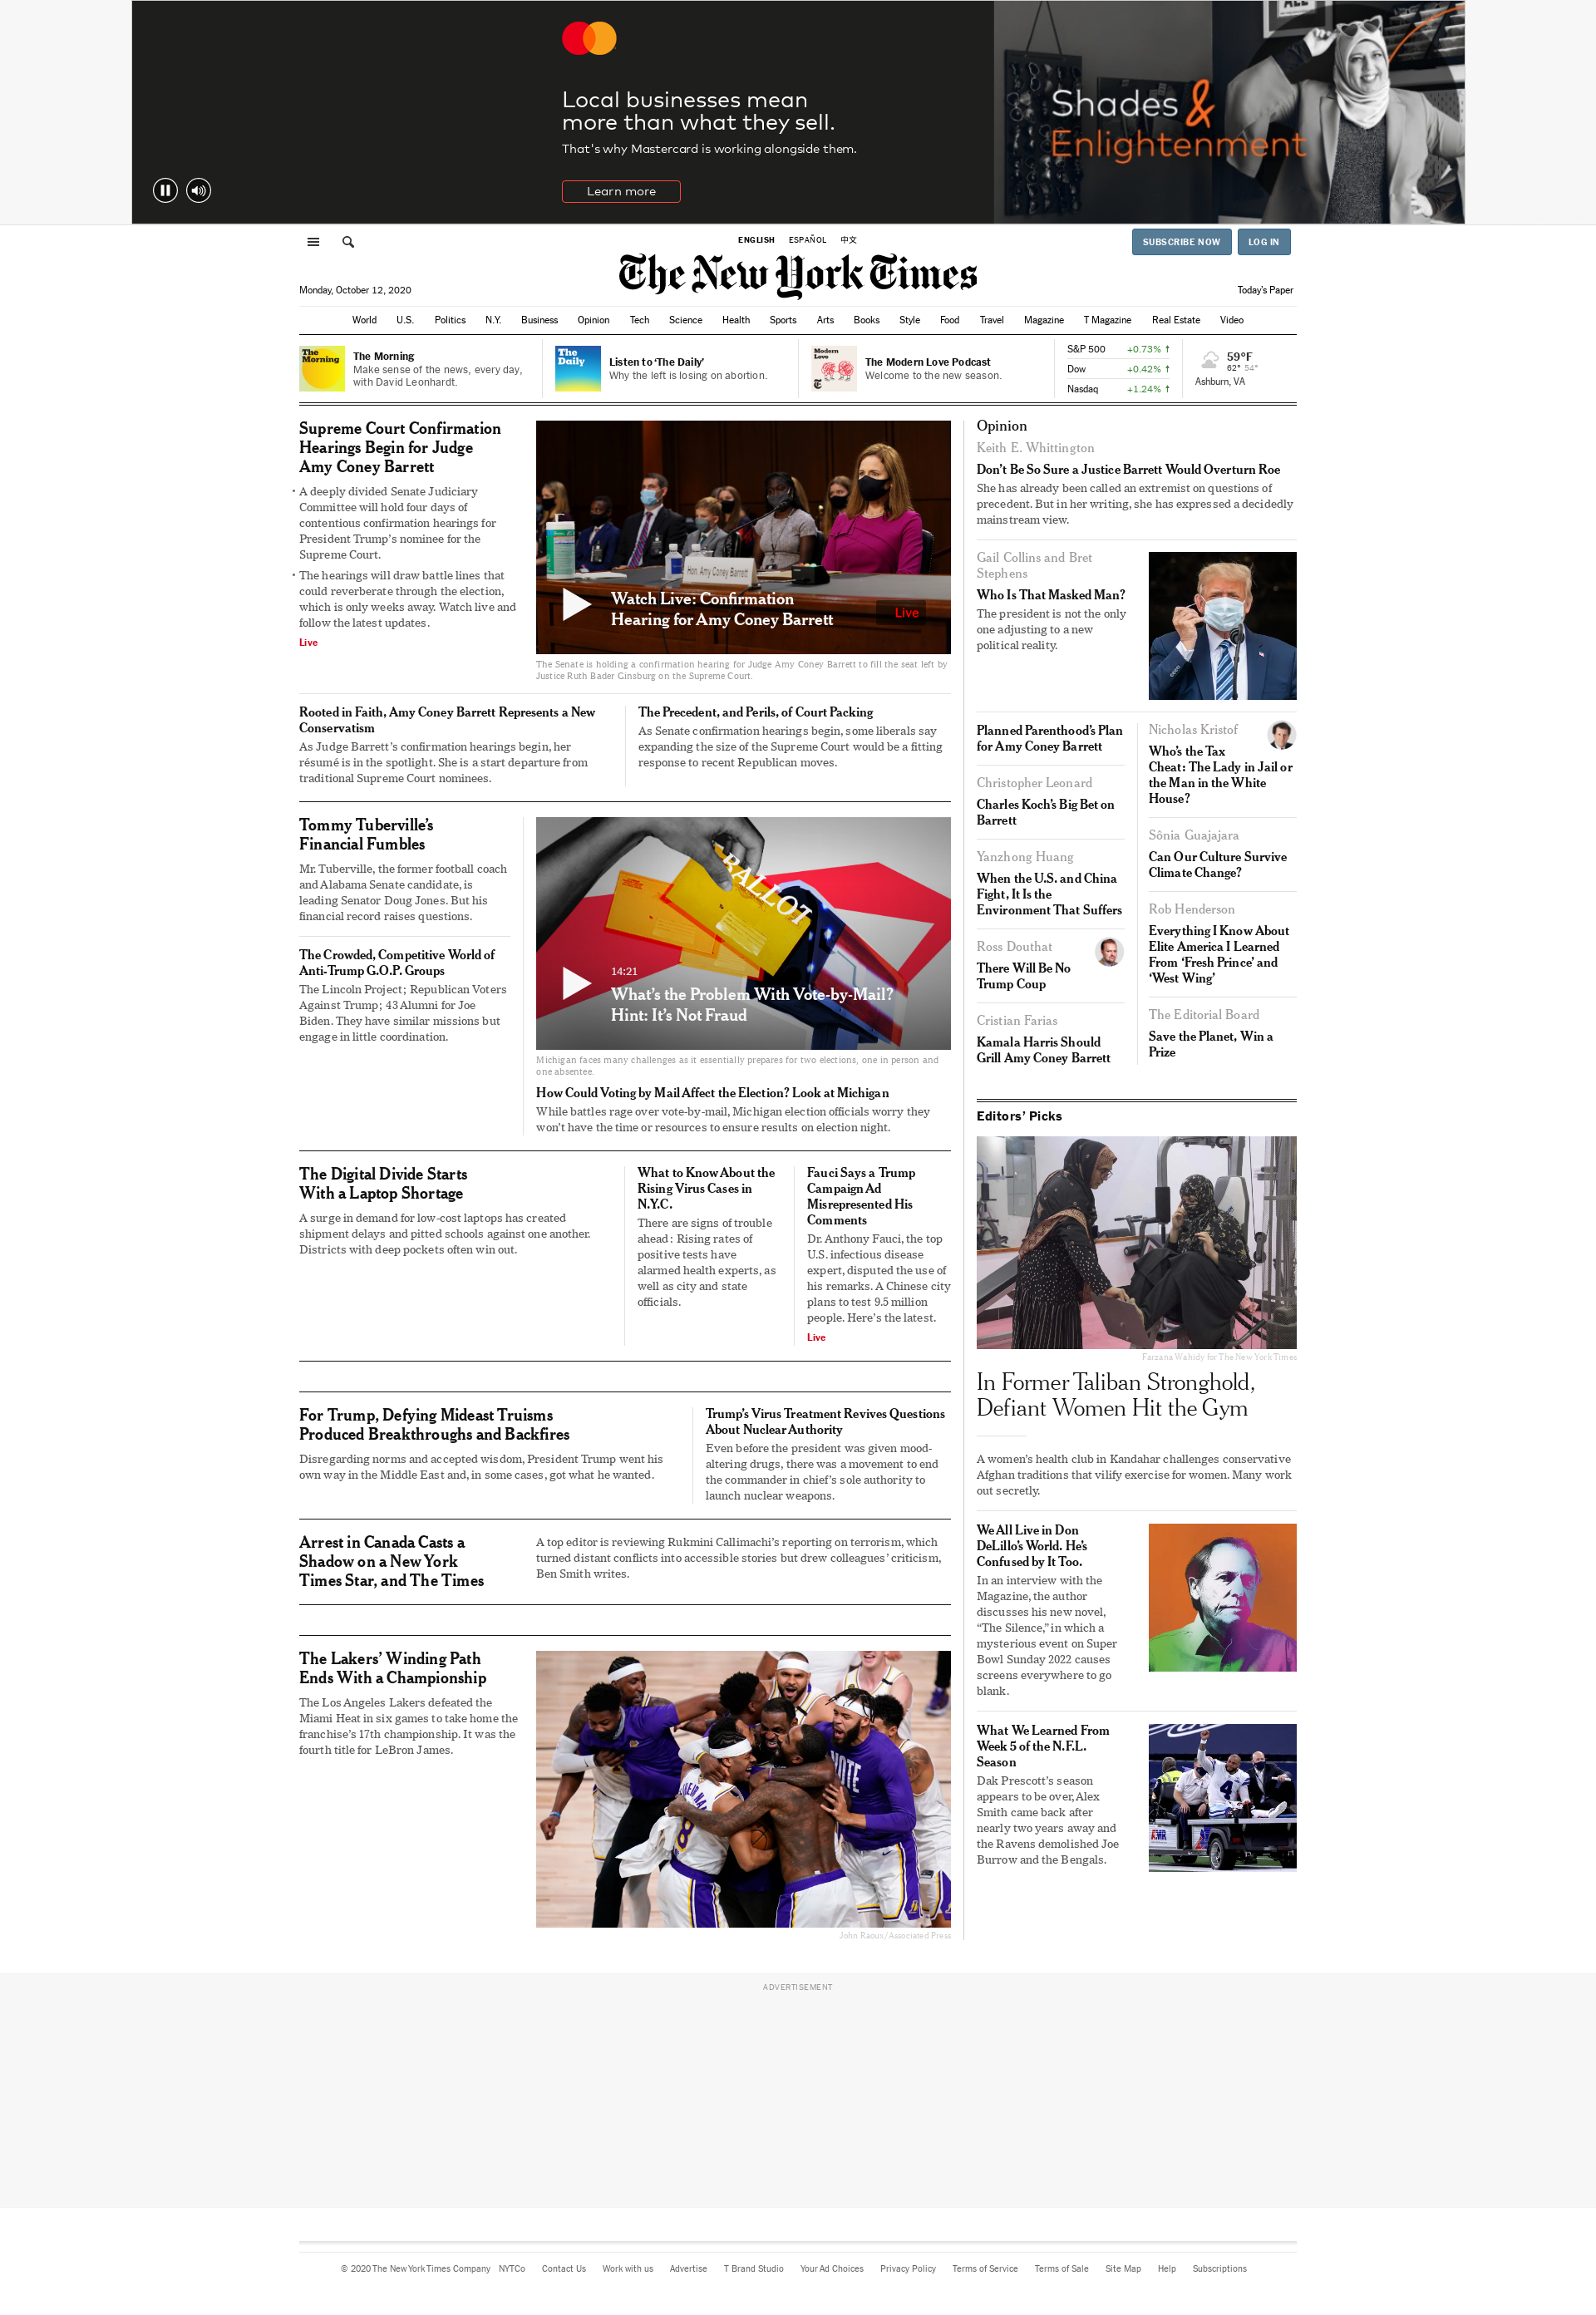 ALL
Local businesses mean
more than what they sell.
That's why Mastercard is working alongside them.
Learn more
Shades &
Enlightenment
ENGLISH ESPAÑOL 中文
SUBSCRIBE NOW LOG IN
The New York Times
Monday, October 12, 2020
Today's Paper
World U.S. Politics N.Y. Business Opinion Tech Science Health Sports Arts Books Style Food Travel Magazine T Magazine Real Estate Video
The Morning
The Morning
Make sense of the news, every day,
with David Leonhardt.
The Daily
Listen to ‘The Daily’
Why the left is losing on abortion.
Modern Love
The Modern Love Podcast
Welcome to the new season.
S&P 500 +0.73% ↑
Dow +0.42% ↑
Nasdaq +1.24% ↑
59°F
62° 54°
Ashburn, VA
Supreme Court Confirmation
Hearings Begin for Judge
Amy Coney Barrett
• A deeply divided Senate Judiciary
Committee will hold four days of
contentious confirmation hearings for
President Trump’s nominee for the
Supreme Court.
• The hearings will draw battle lines that
could reverberate through the election,
which is only weeks away. Watch live and
follow the latest updates.
Live
Hon. Amy Coney Barrett
Watch Live: Confirmation
Hearing for Amy Coney Barrett
Live
The Senate is holding a confirmation hearing for Judge Amy Coney Barrett to fill the seat left by
Justice Ruth Bader Ginsburg on the Supreme Court.
Rooted in Faith, Amy Coney Barrett Represents a New
Conservatism
As Judge Barrett’s confirmation hearings begin, her
résumé is in the spotlight. She is a start departure from
traditional Supreme Court nominees.
The Precedent, and Perils, of Court Packing
As Senate confirmation hearings begin, some liberals say
expanding the size of the Supreme Court would be a fitting
response to recent Republican moves.
Tommy Tuberville’s
Financial Fumbles
Mr. Tuberville, the former football coach
and Alabama Senate candidate, is
leading Senator Doug Jones. But his
financial record raises questions.
The Crowded, Competitive World of
Anti-Trump G.O.P. Groups
The Lincoln Project; Republican Voters
Against Trump; 43 Alumni for Joe
Biden. They have similar missions but
engage in little coordination.
BALLOT
14:21
What’s the Problem With Vote-by-Mail?
Hint: It’s Not Fraud
Michigan faces many challenges as it essentially prepares for two elections, one in person and
one absentee.
How Could Voting by Mail Affect the Election? Look at Michigan
While battles rage over vote-by-mail, Michigan election officials worry they
won’t have the time or resources to ensure results on election night.
The Digital Divide Starts
With a Laptop Shortage
A surge in demand for low-cost laptops has created
shipment delays and pitted schools against one another.
Districts with deep pockets often win out.
What to Know About the
Rising Virus Cases in
N.Y.C.
There are signs of trouble
ahead: Rising rates of
positive tests have
alarmed health experts, as
well as city and state
officials.
Fauci Says a Trump
Campaign Ad
Misrepresented His
Comments
Dr. Anthony Fauci, the top
U.S. infectious disease
expert, disputed the use of
his remarks. A Chinese city
plans to test 9.5 million
people. Here’s the latest.
Live
For Trump, Defying Mideast Truisms
Produced Breakthroughs and Backfires
Disregarding norms and accepted wisdom, President Trump went his
own way in the Middle East and, in some cases, got what he wanted.
Trump’s Virus Treatment Revives Questions
About Nuclear Authority
Even before the president was given mood-
altering drugs, there was a movement to end
the commander in chief’s sole authority to
launch nuclear weapons.
Arrest in Canada Casts a
Shadow on a New York
Times Star, and The Times
A top editor is reviewing Rukmini Callimachi’s reporting on terrorism, which
turned distant conflicts into accessible stories but drew colleagues’ criticism,
Ben Smith writes.
The Lakers’ Winding Path
Ends With a Championship
The Los Angeles Lakers defeated the
Miami Heat in six games to take home the
franchise’s 17th championship. It was the
fourth title for LeBron James.
VOTE
8
John Raoux/Associated Press
Opinion
Keith E. Whittington
Don’t Be So Sure a Justice Barrett Would Overturn Roe
She has already been called an extremist on questions of
precedent. But in her writing, she has expressed a decidedly
mainstream view.
Gail Collins and Bret
Stephens
Who Is That Masked Man?
The president is not the only
one adjusting to a new
political reality.
Planned Parenthood’s Plan
for Amy Coney Barrett
Christopher Leonard
Charles Koch’s Big Bet on
Barrett
Yanzhong Huang
When the U.S. and China
Fight, It Is the
Environment That Suffers
Ross Douthat
There Will Be No
Trump Coup
Cristian Farias
Kamala Harris Should
Grill Amy Coney Barrett
Nicholas Kristof
Who’s the Tax
Cheat: The Lady in Jail or
the Man in the White
House?
Sônia Guajajara
Can Our Culture Survive
Climate Change?
Rob Henderson
Everything I Know About
Elite America I Learned
From ‘Fresh Prince’ and
‘West Wing’
The Editorial Board
Save the Planet, Win a
Prize
Editors’ Picks
Farzana Wahidy for The New York Times
In Former Taliban Stronghold,
Defiant Women Hit the Gym
A women’s health club in Kandahar challenges conservative
Afghan traditions that vilify exercise for women. Many work
out secretly.
We All Live in Don
DeLillo’s World. He’s
Confused by It Too.
In an interview with the
Magazine, the author
discusses his new novel,
“The Silence,” in which a
mysterious event on Super
Bowl Sunday 2022 causes
screens everywhere to go
blank.
What We Learned From
Week 5 of the N.F.L.
Season
Dak Prescott’s season
appears to be over, Alex
Smith came back after
nearly two years away and
the Ravens demolished Joe
Burrow and the Bengals.
4
AMR
ADVERTISEMENT
© 2020 The New York Times Company NYTCo Contact Us Work with us Advertise T Brand Studio Your Ad Choices Privacy Policy Terms of Service Terms of Sale Site Map Help Subscriptions